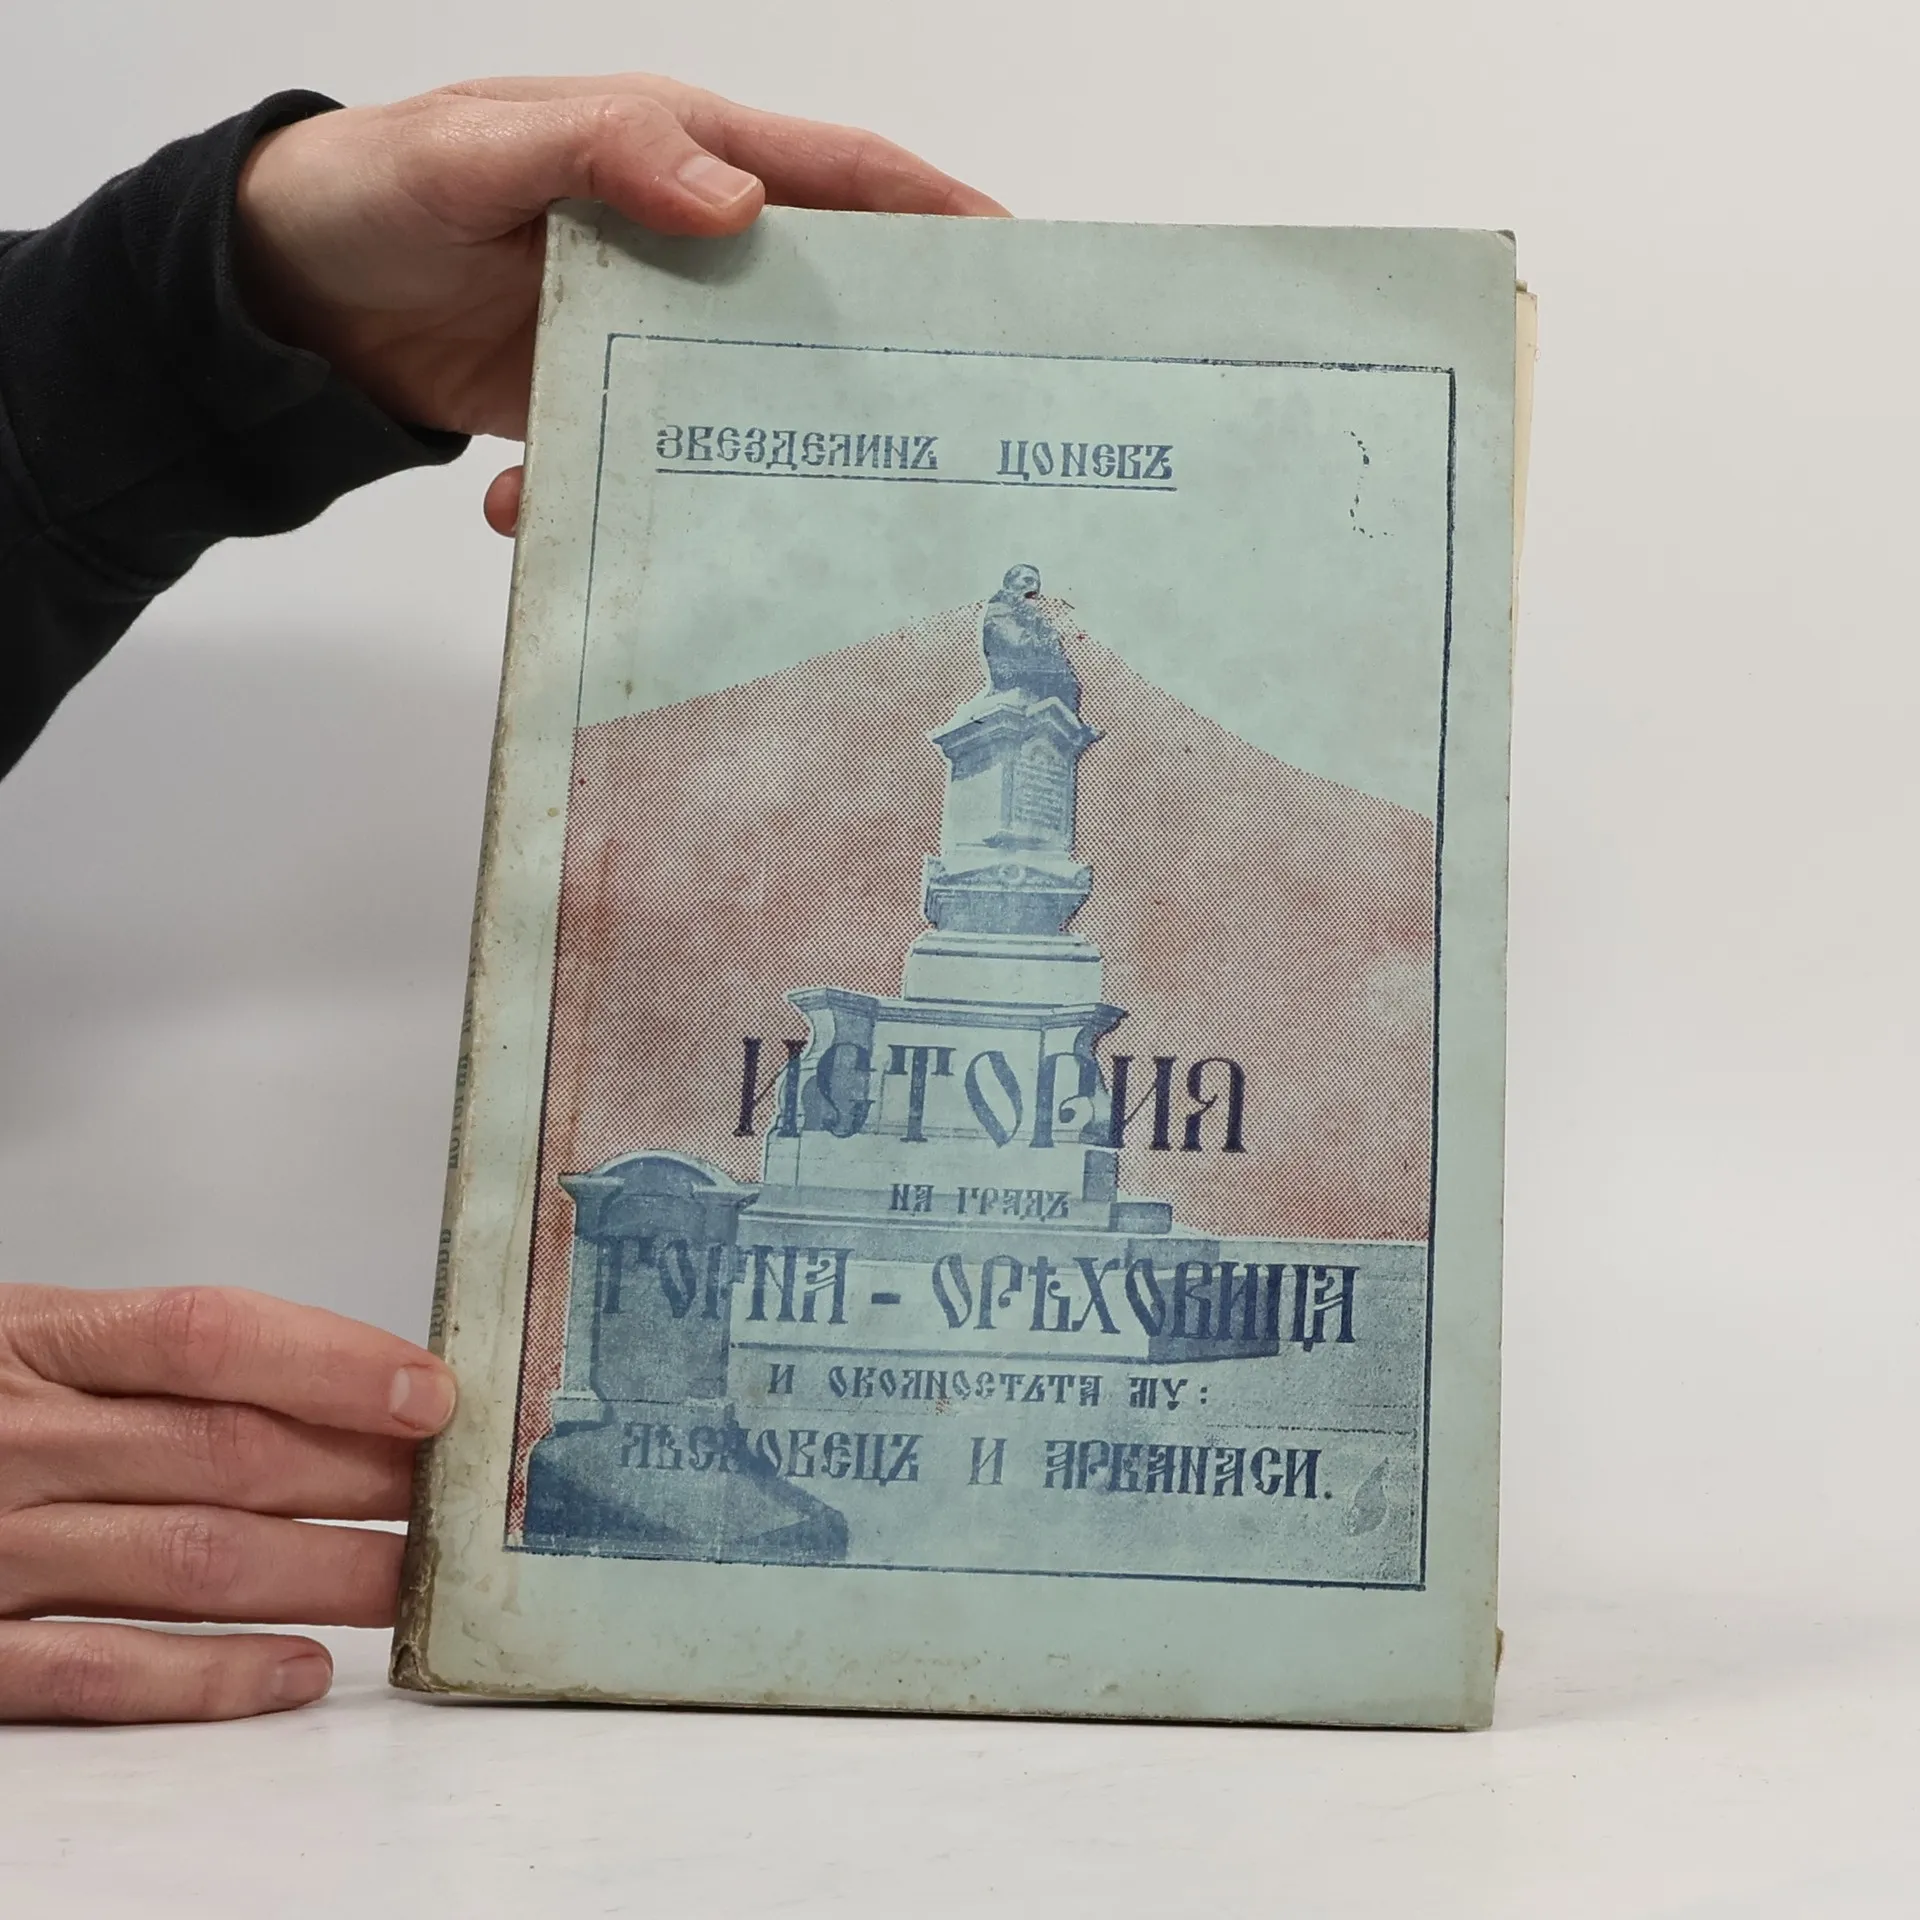 ЗВЕЗДЕЛИНЪ ЦОНЕВЪ
ИСТОРИЯ
НА ГРАДЪ
ГОРНА - ОРѢХОВИЦА
И ОКОЛНОСТЬТА МУ:
ЛѢСКОВЕЦЪ И АРБАНАСИ.